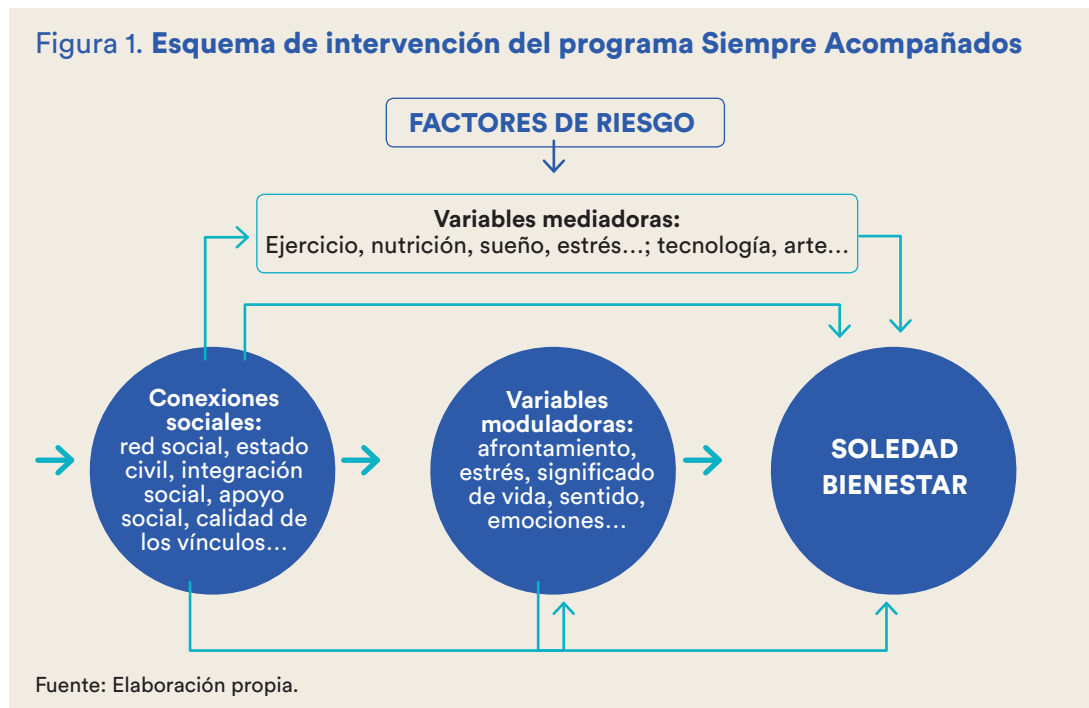 Figura 1. Esquema de intervención del programa Siempre Acompañados
FACTORES DE RIESGO
Variables mediadoras:
Ejercicio, nutrición, sueño, estrés...; tecnología, arte...
Conexiones
sociales:
red social, estado
civil, integración
social, apoyo
social, calidad de
los vínculos...
Variables
moduladoras:
afrontamiento,
estrés, significado
de vida, sentido,
emociones...
SOLEDAD
BIENESTAR
Fuente: Elaboración propia.